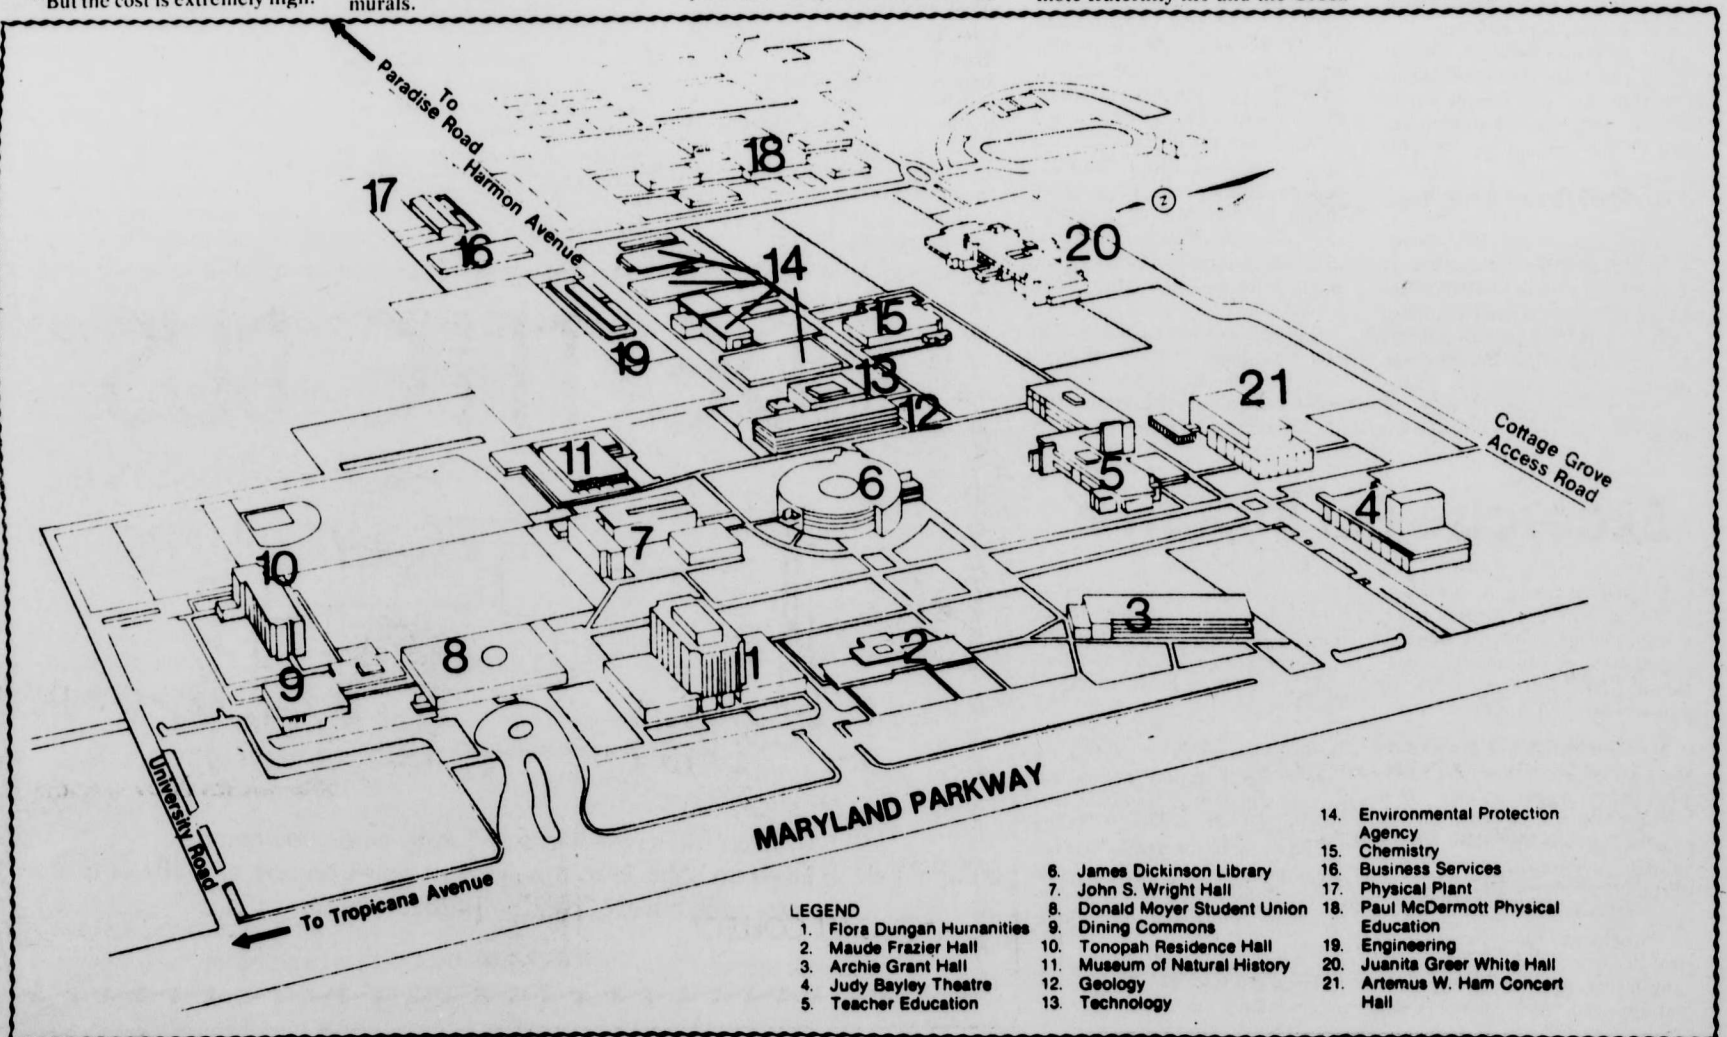 But the cost is extremely high.
murals.
To
Paradise Road
Harmon Avenue
18
17
16
20
14
15
19
13
12
21
11
6
5
4
Cottage Grove
Access Road
7
10
9
8
1
2
3
University Road
To Tropicana Avenue
MARYLAND PARKWAY
LEGEND
1. Flora Dungan Humanities
2. Maude Frazier Hall
3. Archie Grant Hall
4. Judy Bayley Theatre
5. Teacher Education
6. James Dickinson Library
7. John S. Wright Hall
8. Donald Moyer Student Union
9. Dining Commons
10. Tonopah Residence Hall
11. Museum of Natural History
12. Geology
13. Technology
14. Environmental Protection
Agency
15. Chemistry
16. Business Services
17. Physical Plant
18. Paul McDermott Physical
Education
19. Engineering
20. Juanita Greer White Hall
21. Artemus W. Ham Concert
Hall